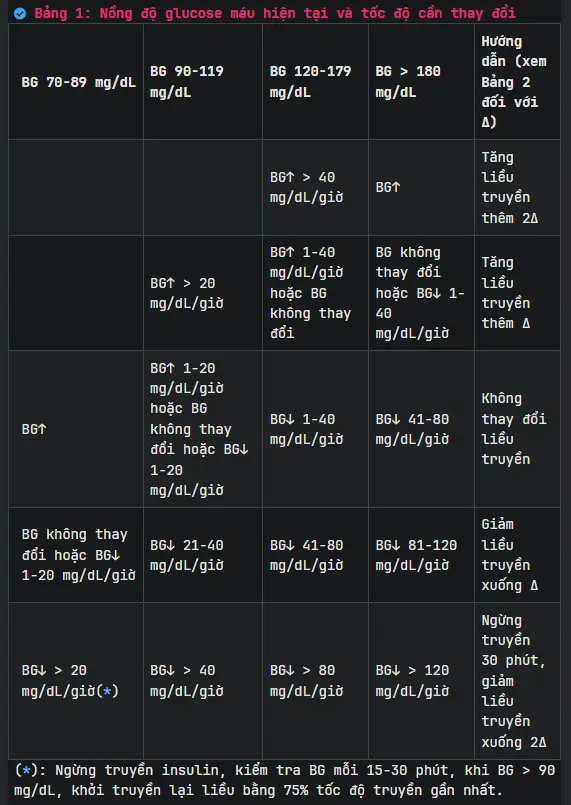 Bảng 1: Nồng độ glucose máu hiện tại và tốc độ cần thay đổi
BG 70-89 mg/dL
BG 90-119
mg/dL
BG 120-179
mg/dL
BG > 180
mg/dL
Hướng
dẫn (xem
Bảng 2
đối với
Δ)
BG↑ > 40
mg/dL/giờ
BG↑
Tăng
liều
truyền
thêm 2Δ
BG↑ > 20
mg/dL/giờ
BG↑ 1-40
mg/dL/giờ
hoặc BG
không thay
đổi
BG không
thay đổi
hoặc BG↓ 1-
40
mg/dL/giờ
Tăng
liều
truyền
thêm Δ
BG↑
BG↑ 1-20
mg/dL/giờ
hoặc BG
không thay
đổi hoặc BG↓
1-20
mg/dL/giờ
BG↓ 1-40
mg/dL/giờ
BG↓ 41-80
mg/dL/giờ
Không
thay đổi
liều
truyền
BG không thay
đổi hoặc BG↓
1-20 mg/dL/giờ
BG↓ 21-40
mg/dL/giờ
BG↓ 41-80
mg/dL/giờ
BG↓ 81-120
mg/dL/giờ
Giảm
liều
truyền
xuống Δ
BG↓ > 20
mg/dL/giờ(*)
BG↓ > 40
mg/dL/giờ
BG↓ > 80
mg/dL/giờ
BG↓ > 120
mg/dL/giờ
Ngừng
truyền
30 phút,
giảm
liều
truyền
xuống 2Δ
(*): Ngừng truyền insulin, kiểm tra BG mỗi 15-30 phút, khi BG > 90
mg/dL, khởi truyền lại liều bằng 75% tốc độ truyền gần nhất.